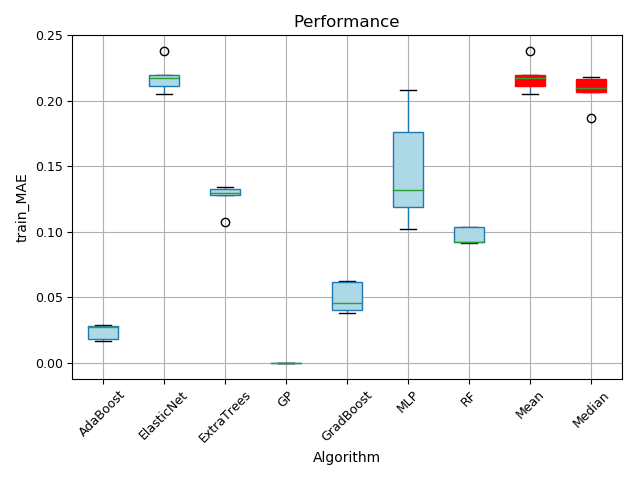 Performance
train_MAE
0.25
0.20
0.15
0.10
0.05
0.00
AdaBoost
ElasticNet
ExtraTrees
GP
GradBoost
MLP
RF
Mean
Median
Algorithm